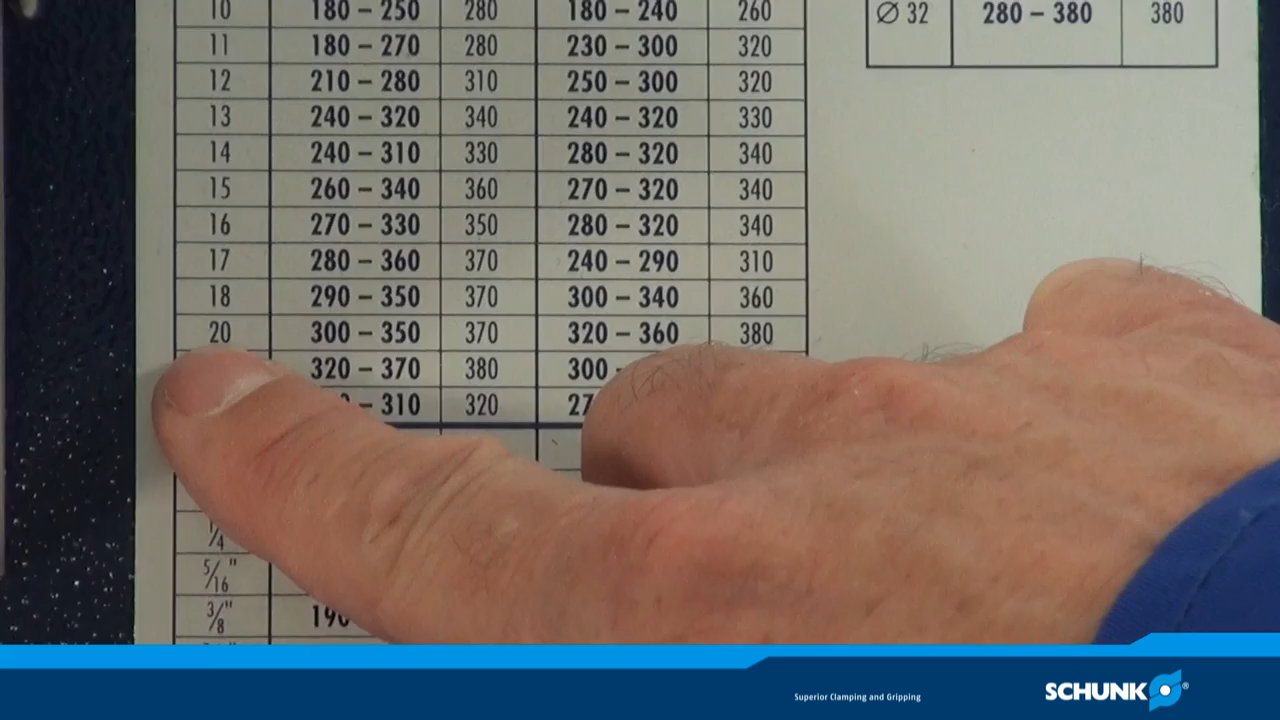 10 180 – 250 280 180 – 240 260
Ø 32 280 – 380 380
11 180 – 270 280 230 – 300 320
12 210 – 280 310 250 – 300 320
13 240 – 320 340 240 – 320 330
14 240 – 310 330 280 – 320 340
15 260 – 340 360 270 – 320 340
16 270 – 330 350 280 – 320 340
17 280 – 360 370 240 – 290 310
18 290 – 350 370 300 – 340 360
20 300 – 350 370 320 – 360 380
320 – 370 380 300
– 310 320
1/4
5/16"
3/8"
Superior Clamping and Gripping
SCHUNK®